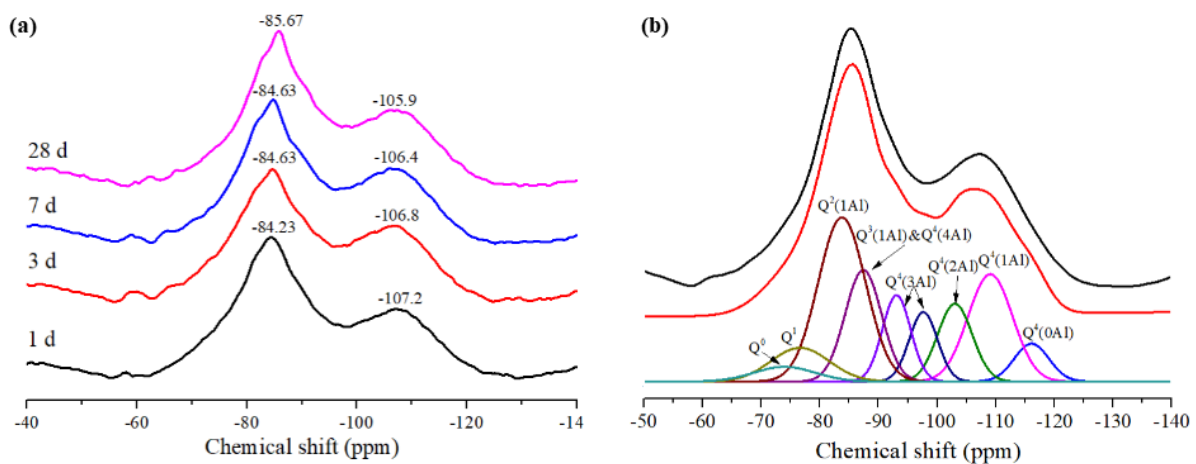 (a)
-85.67
-84.63
-105.9
28 d
-84.63
-106.4
7 d
-84.23
-106.8
3 d
-107.2
1 d
-40 -60 -80 -100 -120 -14
Chemical shift (ppm)
(b)
Q²(1Al)
Q³(1Al)&Q⁴(4Al)
Q⁴(3Al)
Q⁴(2Al)
Q⁴(1Al)
Q⁰
Q¹
Q⁴(0Al)
-50 -60 -70 -80 -90 -100 -110 -120 -130 -140
Chemical shift (ppm)